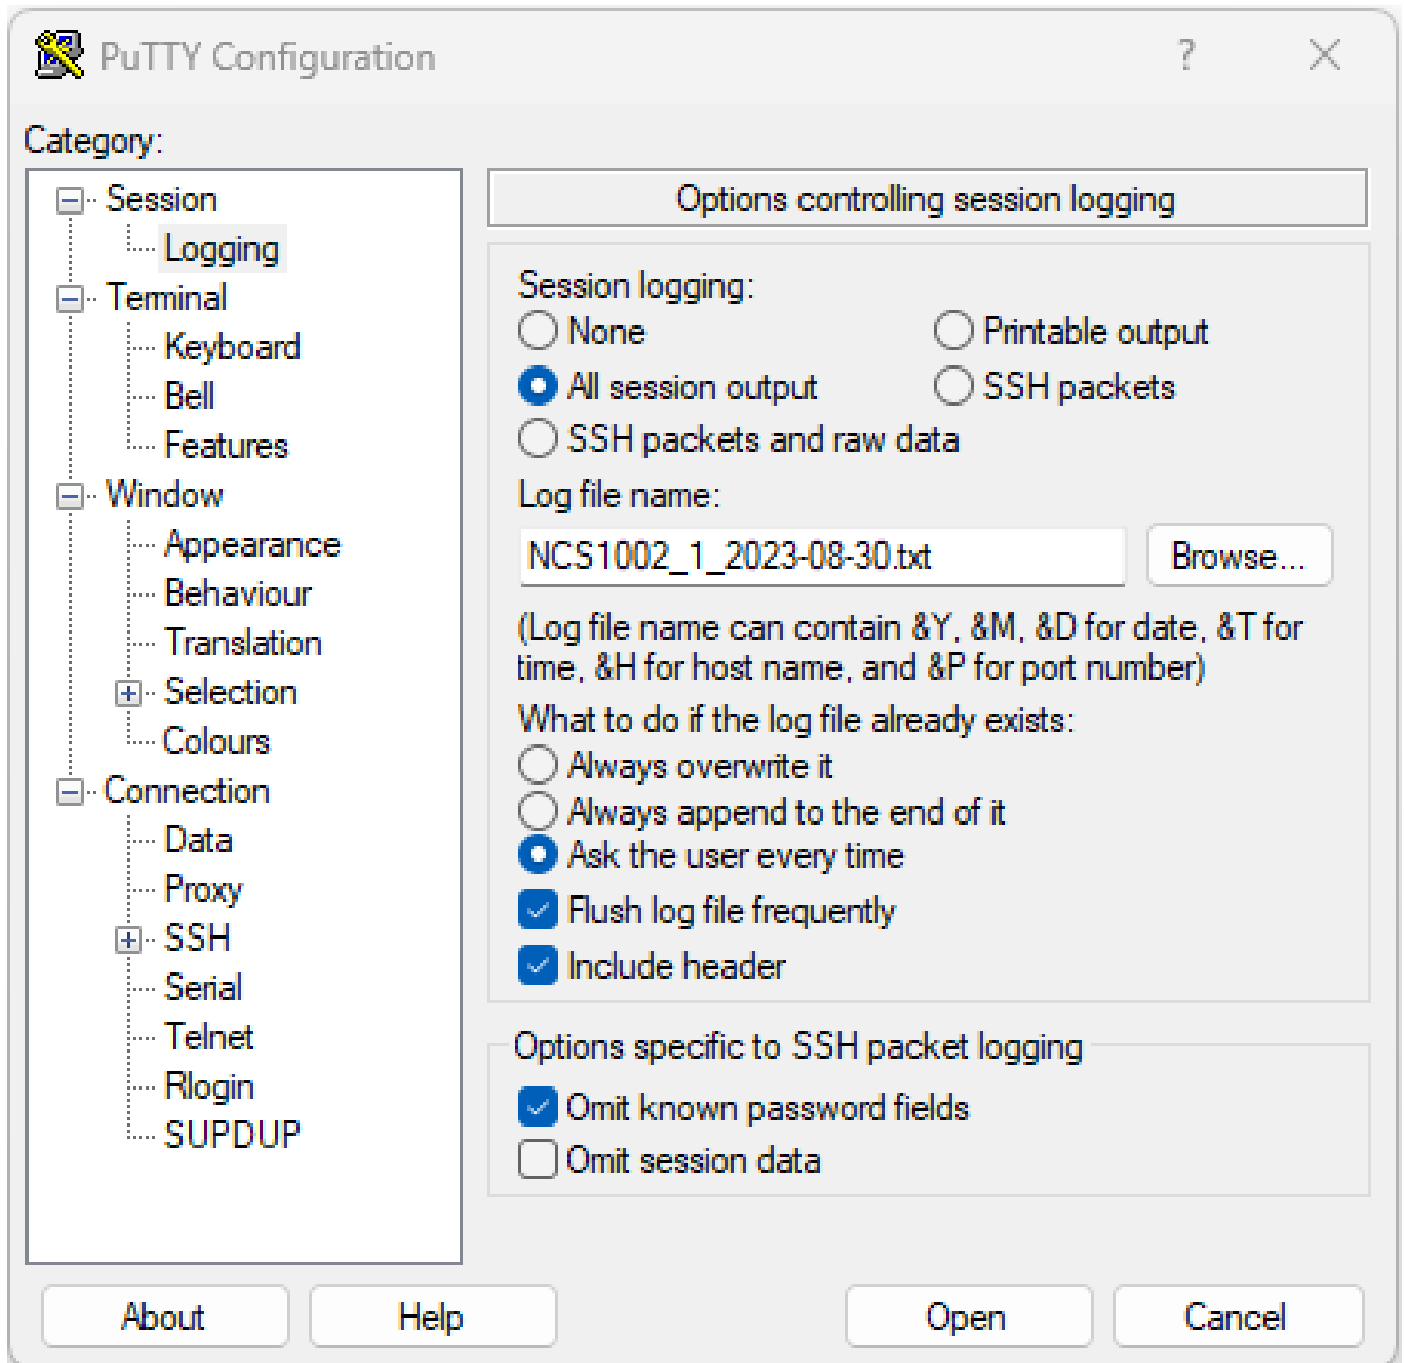 PuTTY Configuration
?
Category:
Session
Logging
Terminal
Keyboard
Bell
Features
Window
Appearance
Behaviour
Translation
Selection
Colours
Connection
Data
Proxy
SSH
Serial
Telnet
Rlogin
SUPDUP
Options controlling session logging
Session logging:
None
Printable output
All session output
SSH packets
SSH packets and raw data
Log file name:
NCS1002_1_2023-08-30.txt
Browse...
(Log file name can contain &Y, &M, &D for date, &T for
time, &H for host name, and &P for port number)
What to do if the log file already exists:
Always overwrite it
Always append to the end of it
Ask the user every time
Flush log file frequently
Include header
Options specific to SSH packet logging
Omit known password fields
Omit session data
About
Help
Open
Cancel